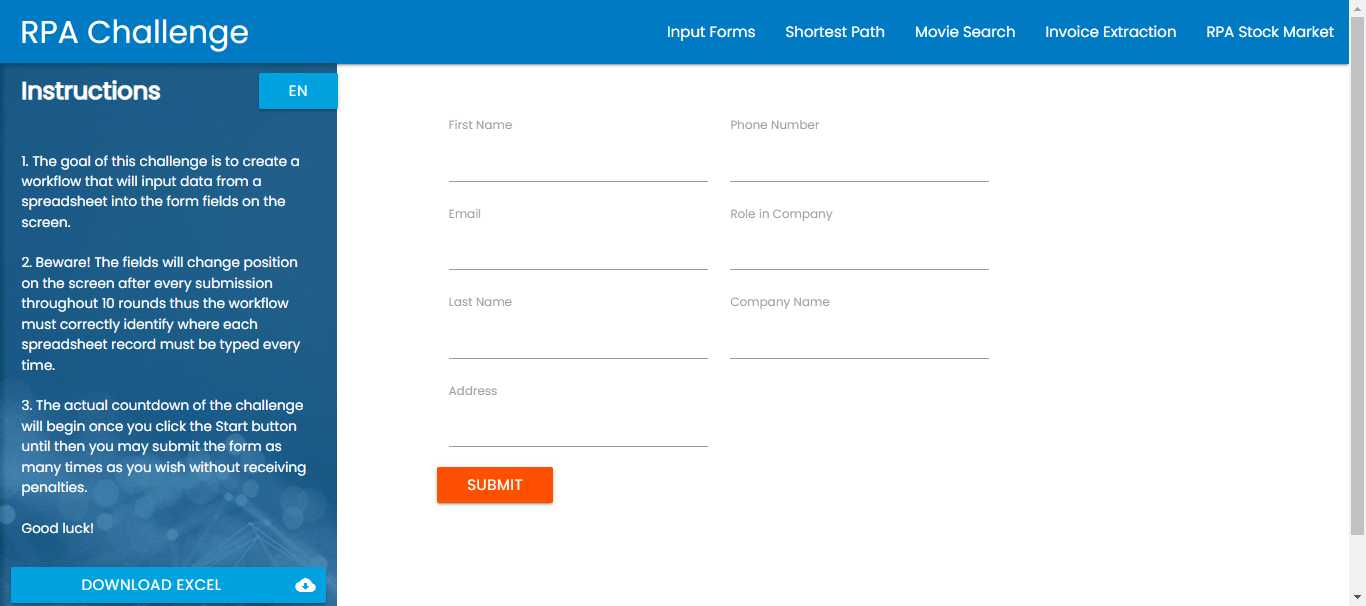 RPA Challenge
Input Forms
Shortest Path
Movie Search
Invoice Extraction
RPA Stock Market
Instructions
EN
1. The goal of this challenge is to create a
workflow that will input data from a
spreadsheet into the form fields on the
screen.
2. Beware! The fields will change position
on the screen after every submission
throughout 10 rounds thus the workflow
must correctly identify where each
spreadsheet record must be typed every
time.
3. The actual countdown of the challenge
will begin once you click the Start button
until then you may submit the form as
many times as you wish without receiving
penalties.
Good luck!
DOWNLOAD EXCEL
First Name
Phone Number
Email
Role in Company
Last Name
Company Name
Address
SUBMIT